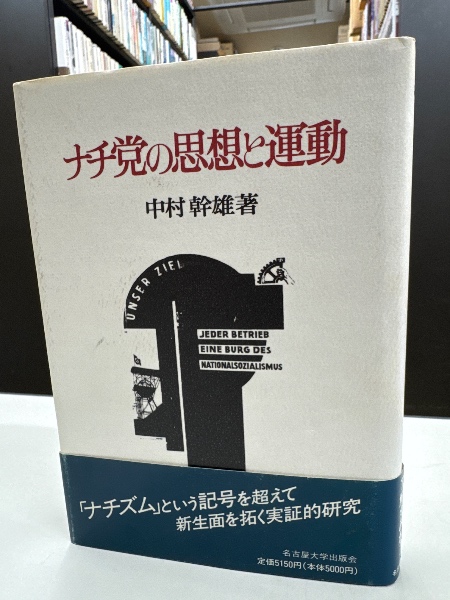 ナチ党の思想と運動
中村 幹雄著
UNSER ZIEL
JEDER BETRIEB
EINE BURG DES
NATIONALSOZIALISMUS
「ナチズム」という記号を超えて
新生面を拓く実証的研究
名古屋大学出版会
定価5150円(本体5000円)